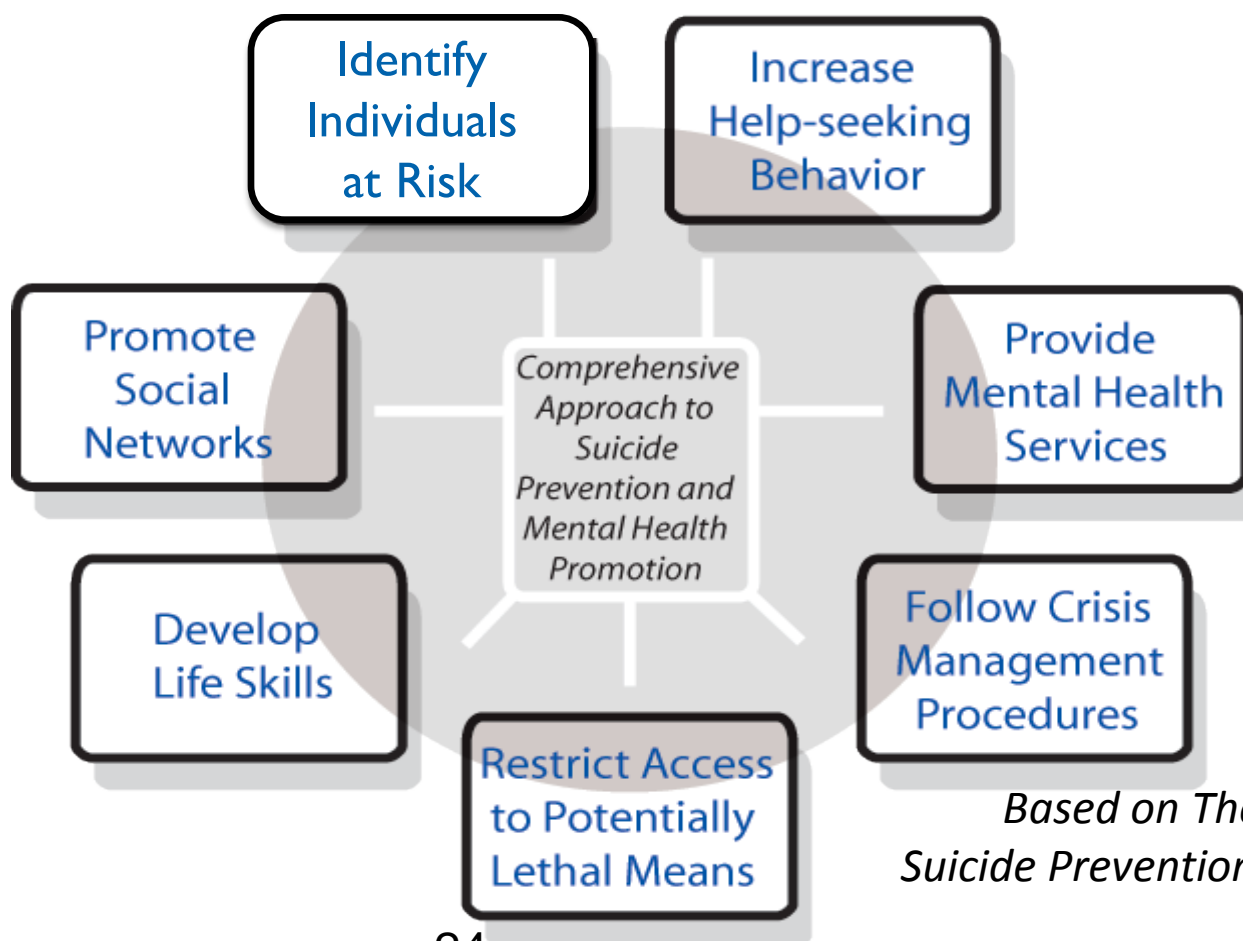 Identify
Individuals
at Risk
Increase
Help-seeking
Behavior
Promote
Social
Networks
Comprehensive
Approach to
Suicide
Prevention and
Mental Health
Promotion
Provide
Mental Health
Services
Develop
Life Skills
Follow Crisis
Management
Procedures
Restrict Access
to Potentially
Lethal Means
Based on
Suicide Prevention